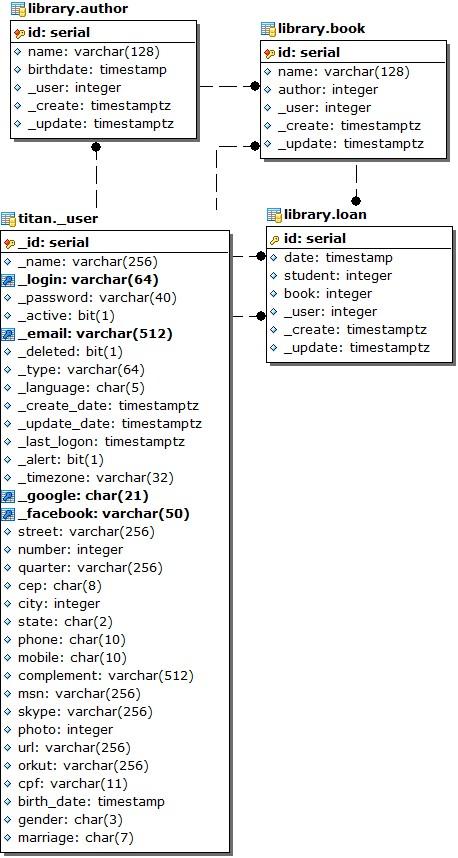 library.author
id: serial
name: varchar(128)
birthdate: timestamp
_user: integer
_create: timestamptz
_update: timestamptz
library.book
id: serial
name: varchar(128)
author: integer
_user: integer
_create: timestamptz
_update: timestamptz
titan._user
_id: serial
_name: varchar(256)
_login: varchar(64)
_password: varchar(40)
_active: bit(1)
_email: varchar(512)
_deleted: bit(1)
_type: varchar(64)
_language: char(5)
_create_date: timestamptz
_update_date: timestamptz
_last_logon: timestamptz
_alert: bit(1)
_timezone: varchar(32)
_google: char(21)
_facebook: varchar(50)
street: varchar(256)
number: integer
quarter: varchar(256)
cep: char(8)
city: integer
state: char(2)
phone: char(10)
mobile: char(10)
complement: varchar(512)
msn: varchar(256)
skype: varchar(256)
photo: integer
url: varchar(256)
orkut: varchar(256)
cpf: varchar(11)
birth_date: timestamp
gender: char(3)
marriage: char(7)
library.loan
id: serial
date: timestamp
student: integer
book: integer
_user: integer
_create: timestamptz
_update: timestamptz